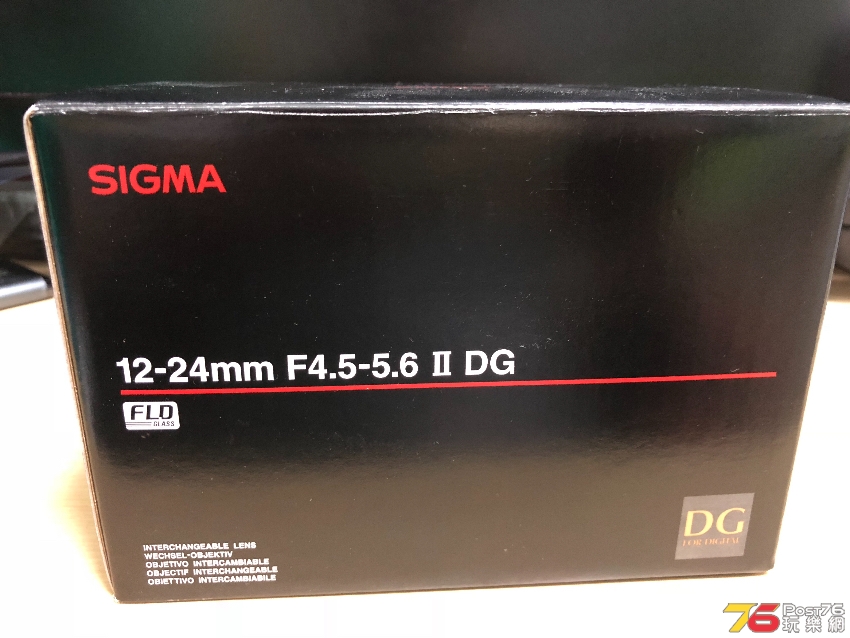 SIGMA
12-24mm F4.5-5.6 II DG
FLD
GLASS
DG
FOR DIGITAL
INTERCHANGEABLE LENS
WECHSEL-OBJEKTIV
OBJETIVO INTERCAMBIABLE
OBJECTIF INTERCHANGEABLE
OBIETTIVO INTERCAMBIABILE
76 Post76
玩樂網